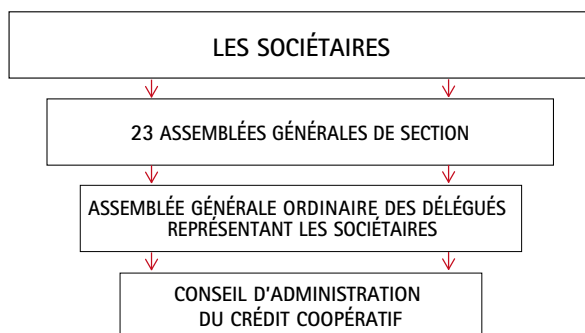 LES SOCIÉTAIRES
23 ASSEMBLÉES GÉNÉRALES DE SECTION
ASSEMBLÉE GÉNÉRALE ORDINAIRE DES DÉLÉGUÉS
REPRÉSENTANT LES SOCIÉTAIRES
CONSEIL D'ADMINISTRATION
DU CRÉDIT COOPÉRATIF